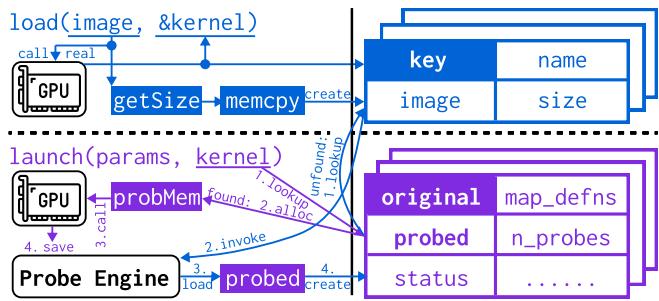 load(image, &kernel)
call real
GPU
getSize
memcpy
create
key
name
image
size
launch(params, kernel)
unfound:
1.lookup
1.lookup
GPU
probMem
found: 2.alloc
3.call
4. save
2.invoke
Probe Engine
3.
load
probed
4.
create
original
map_defns
probed
n_probes
status
......